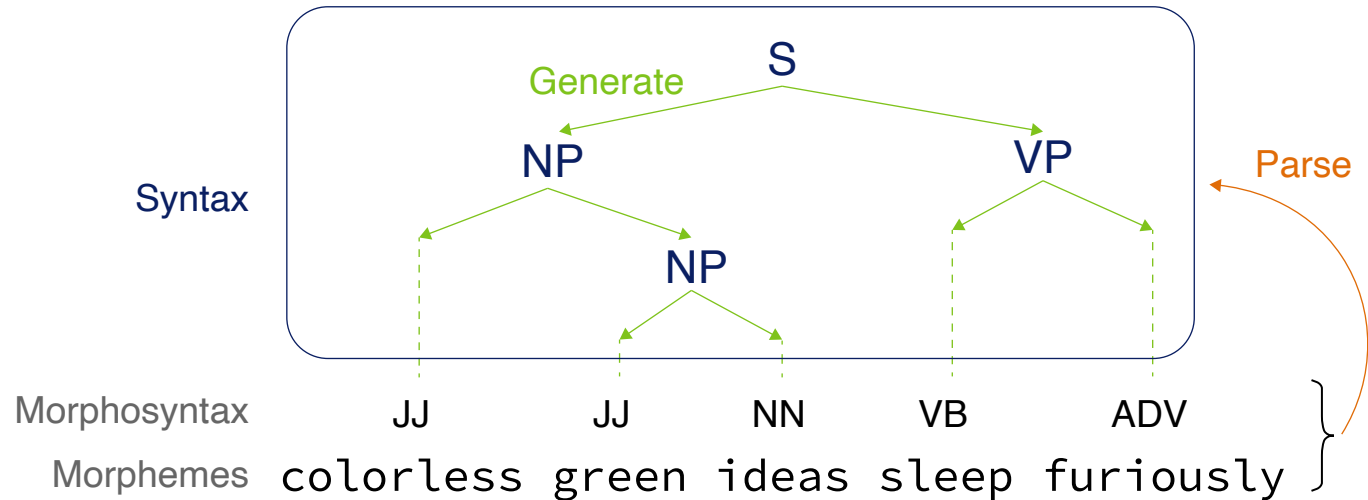 S
Generate
NP VP Parse
Syntax
NP
Morphosyntax JJ JJ NN VB ADV
Morphemes colorless green ideas sleep furiously